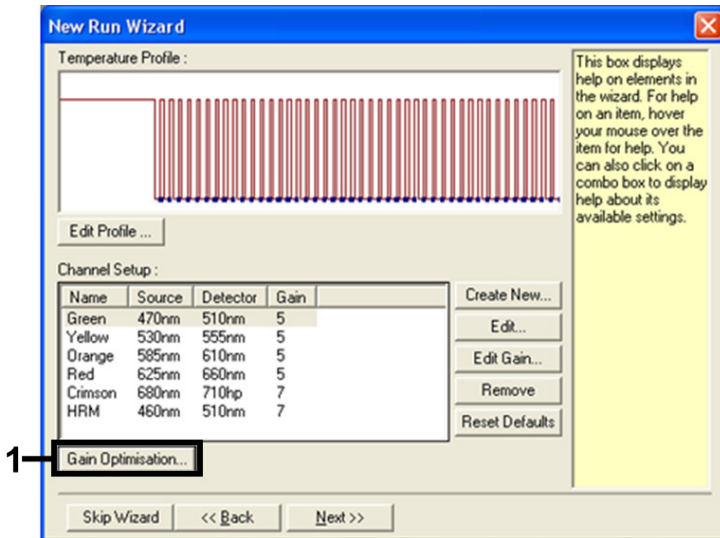 New Run Wizard
Temperature Profile :
This box displays
help on elements in
the wizard. For help
on an item, hover
your mouse over the
item for help. You
can also click on a
combo box to display
help about its
available settings.
Edit Profile ...
Channel Setup :
Name Source Detector Gain
Green 470nm 510nm 5
Yellow 530nm 555nm 5
Orange 585nm 610nm 5
Red 625nm 660nm 5
Crimson 680nm 710hp 7
HRM 460nm 510nm 7
Create New...
Edit...
Edit Gain...
Remove
Reset Defaults
1
Gain Optimisation...
Skip Wizard << Back Next >>